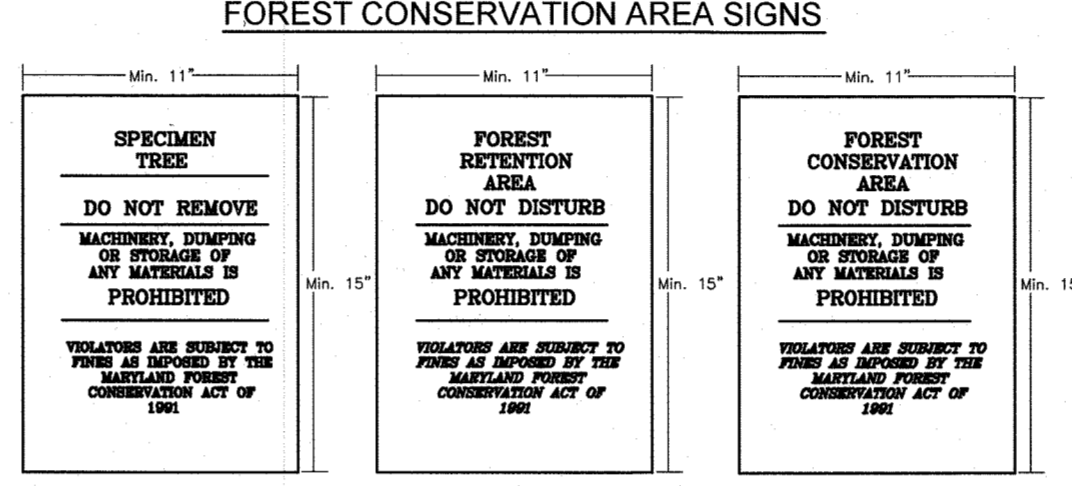 FOREST CONSERVATION AREA SIGNS
Min. 11"
SPECIMEN
TREE
DO NOT REMOVE
MACHINERY, DUMPING
OR STORAGE OF
ANY MATERIALS IS
PROHIBITED
VIOLATORS ARE SUBJECT TO
FINES AS IMPOSED BY THE
MARYLAND FOREST
CONSERVATION ACT OF
1991
Min. 15"
Min. 11"
FOREST
RETENTION
AREA
DO NOT DISTURB
MACHINERY, DUMPING
OR STORAGE OF
ANY MATERIALS IS
PROHIBITED
VIOLATORS ARE SUBJECT TO
FINES AS IMPOSED BY THE
MARYLAND FOREST
CONSERVATION ACT OF
1991
Min. 15"
Min. 11"
FOREST
CONSERVATION
AREA
DO NOT DISTURB
MACHINERY, DUMPING
OR STORAGE OF
ANY MATERIALS IS
PROHIBITED
VIOLATORS ARE SUBJECT TO
FINES AS IMPOSED BY THE
MARYLAND FOREST
CONSERVATION ACT OF
1991
Min. 15